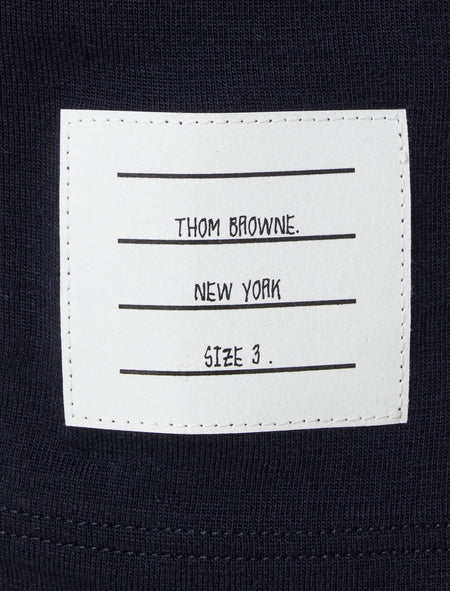 THOM BROWNE.
NEW YORK
SIZE 3 .